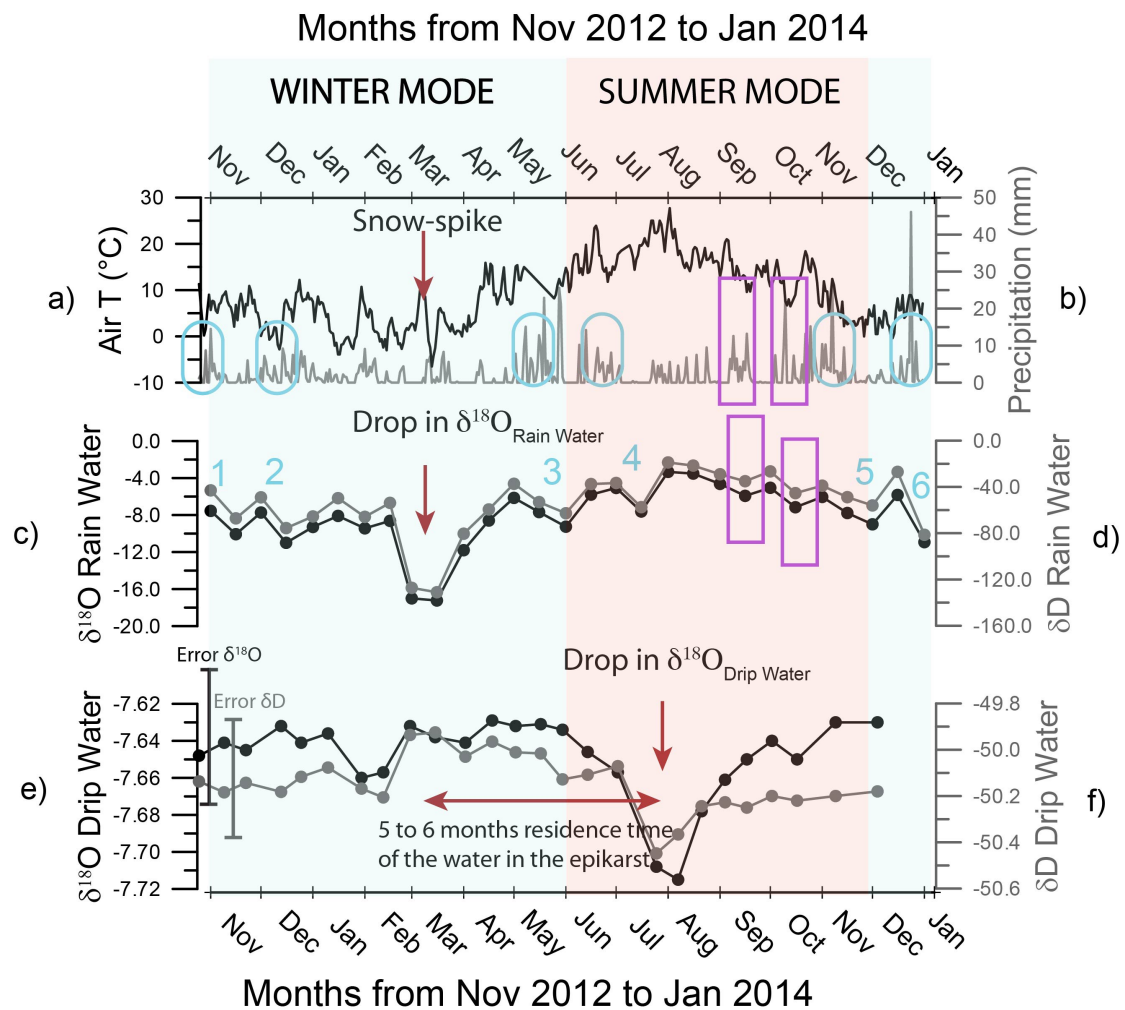 Months from Nov 2012 to Jan 2014
WINTER MODE SUMMER MODE
Nov Dec Jan Feb Mar Apr May Jun Jul Aug Sep Oct Nov Dec Jan
a)
Air T (°C)
30
20
10
0
-10
Snow-spike
50
40
30
20
10
0
Precipitation (mm)
b)
Drop in δ18O Rain Water
c)
δ18O Rain Water
0.0
-4.0
-8.0
-12.0
-16.0
-20.0
1 2 3 4 5 6
0.0
-40.0
-80.0
-120.0
-160.0
δD Rain Water
d)
Error δ18O
Error δD
Drop in δ18O Drip Water
e)
δ18O Drip Water
-7.62
-7.64
-7.66
-7.68
-7.70
-7.72
5 to 6 months residence time
of the water in the epikarst
-49.8
-50.0
-50.2
-50.4
-50.6
δD Drip Water
f)
Nov Dec Jan Feb Mar Apr May Jun Jul Aug Sep Oct Nov Dec Jan
Months from Nov 2012 to Jan 2014